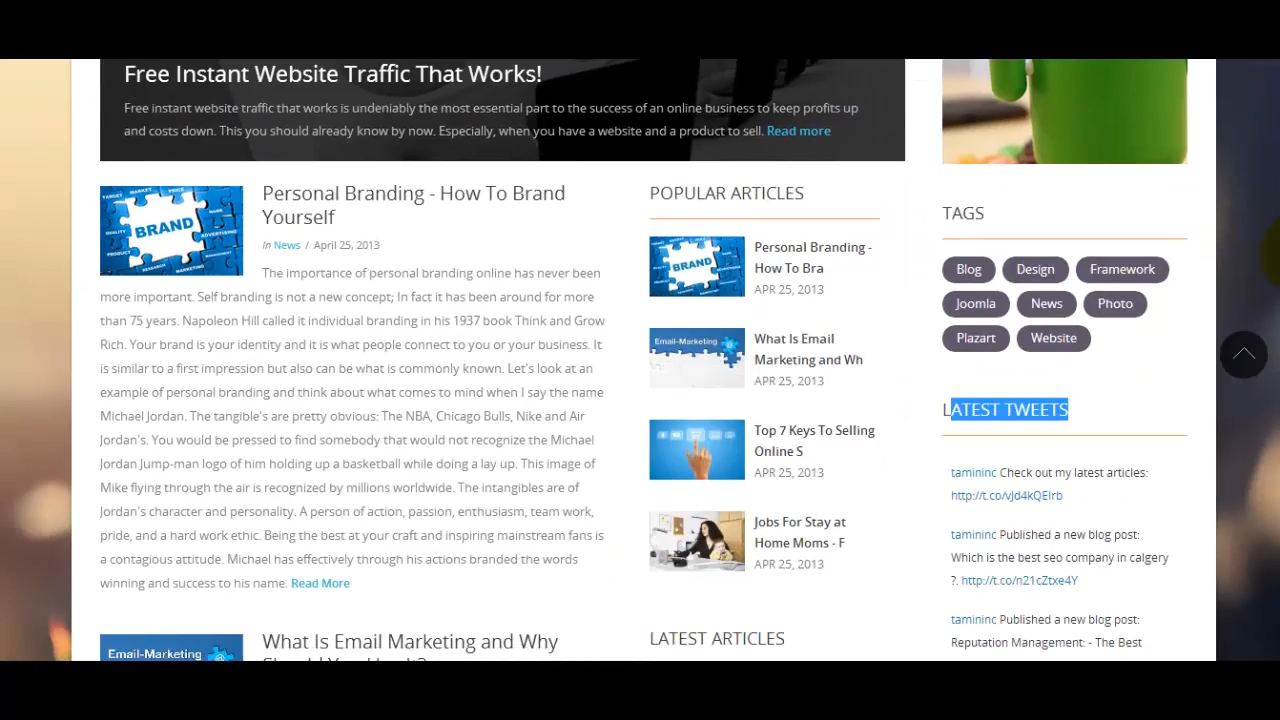 Free Instant Website Traffic That Works!
Free instant website traffic that works is undeniably the most essential part to the success of an online business to keep profits up
and costs down. This you should already know by now. Especially, when you have a website and a product to sell. Read more
TARGET MARKET PRICE
BRAND
QUALITY
ADVERTISING
PRODUCT
RESEARCH
MARKETING
MANAGEMENT
Personal Branding - How To Brand
Yourself
In News / April 25, 2013
The importance of personal branding online has never been
more important. Self branding is not a new concept; In fact it has been around for more
than 75 years. Napoleon Hill called it individual branding in his 1937 book Think and Grow
Rich. Your brand is your identity and it is what people connect to you or your business. It
is similar to a first impression but also can be what is commonly known. Let's look at an
example of personal branding and think about what comes to mind when I say the name
Michael Jordan. The tangible's are pretty obvious: The NBA, Chicago Bulls, Nike and Air
Jordan's. You would be pressed to find somebody that would not recognize the Michael
Jordan Jump-man logo of him holding up a basketball while doing a lay up. This image of
Mike flying through the air is recognized by millions worldwide. The intangibles are of
Jordan's character and personality. A person of action, passion, enthusiasm, team work,
pride, and a hard work ethic. Being the best at your craft and inspiring mainstream fans is
a contagious attitude. Michael has effectively through his actions branded the words
winning and success to his name. Read More
Email-Marketing
What Is Email Marketing and Why
POPULAR ARTICLES
BRAND
Personal Branding -
How To Bra
APR 25, 2013
Email-Marketing
What Is Email
Marketing and Wh
APR 25, 2013
Top 7 Keys To Selling
Online S
APR 25, 2013
Jobs For Stay at
Home Moms - F
APR 25, 2013
LATEST ARTICLES
TAGS
Blog Design Framework
Joomla News Photo
Plazart Website
LATEST TWEETS
tamininc Check out my latest articles:
http://t.co/vJd4kQEIrb
tamininc Published a new blog post:
Which is the best seo company in calgery
?. http://t.co/n21cZtxe4Y
tamininc Published a new blog post:
Reputation Management: - The Best